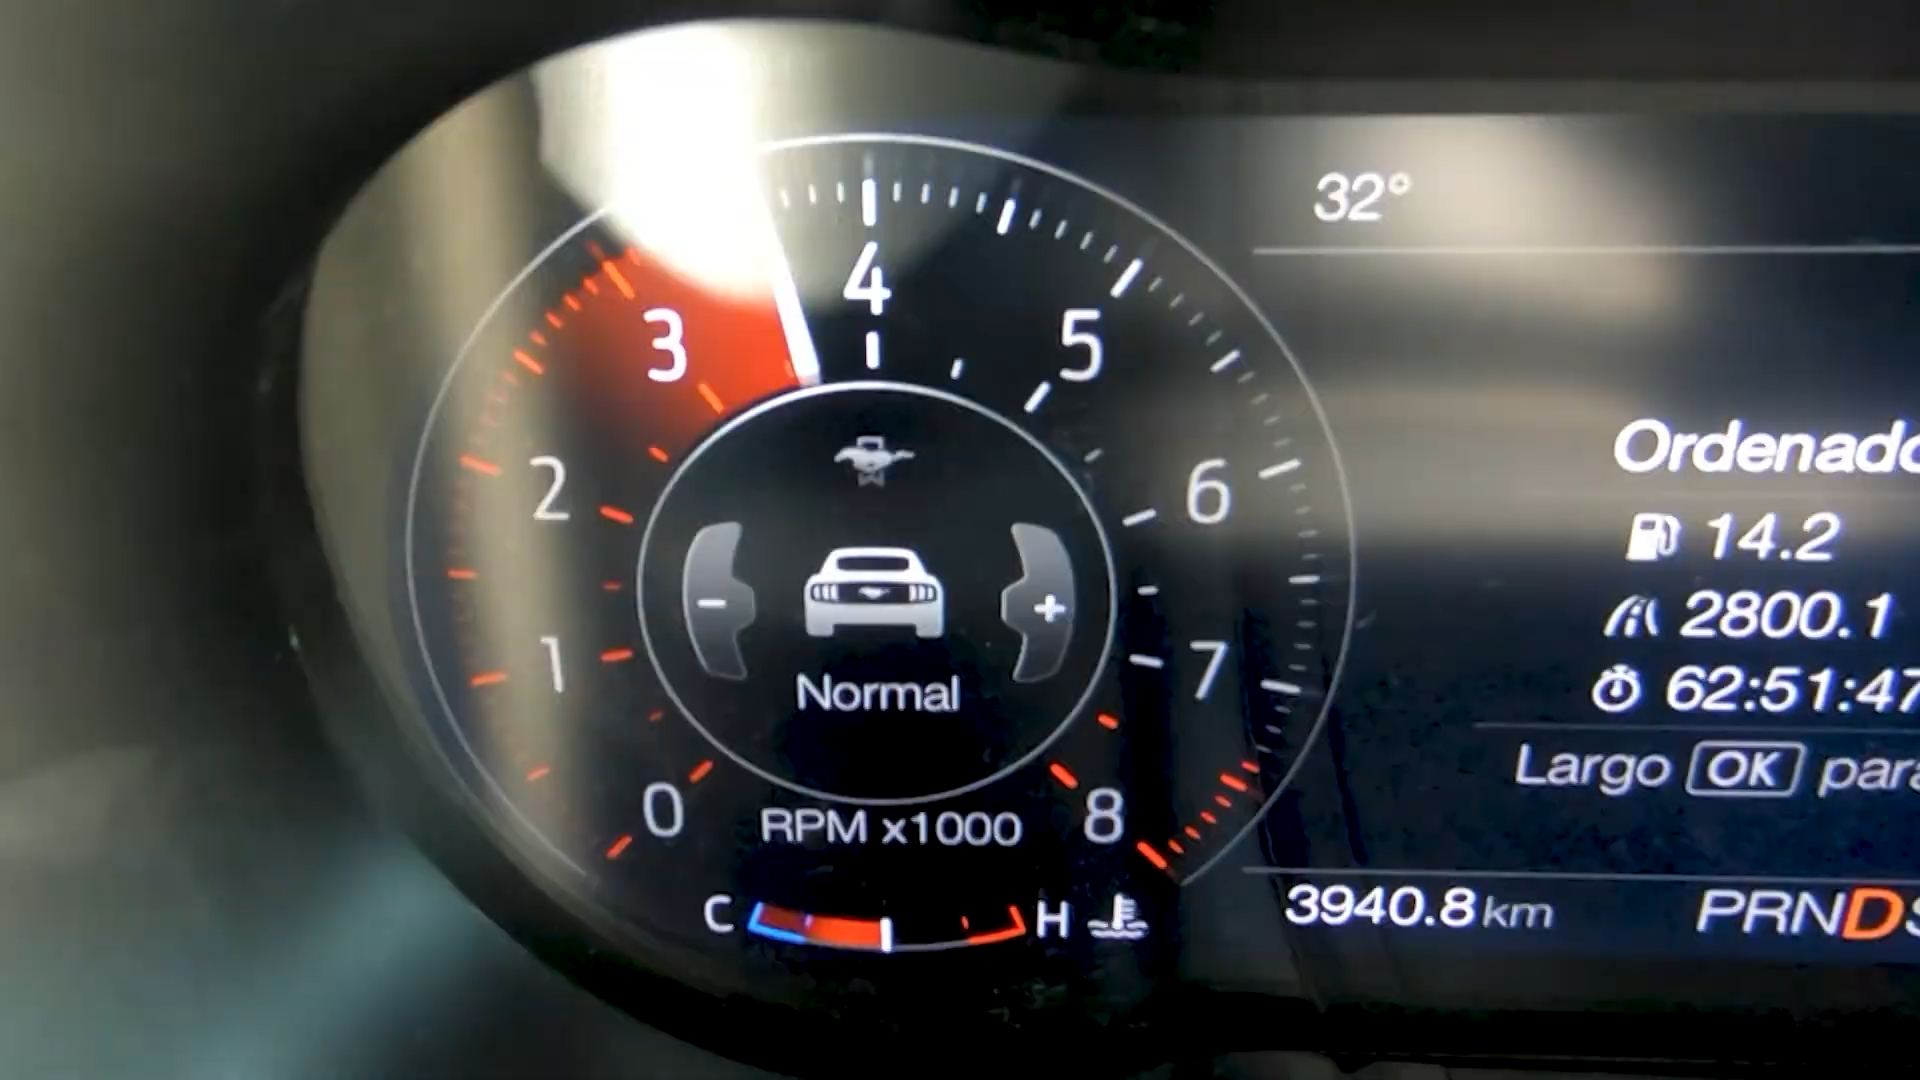 32°
4
3
5
2
6
1
7
0
8
Normal
RPM x1000
C
H
Ordenado
14.2
2800.1
62:51:47
Largo OK para
3940.8 km
PRNDS
-
+